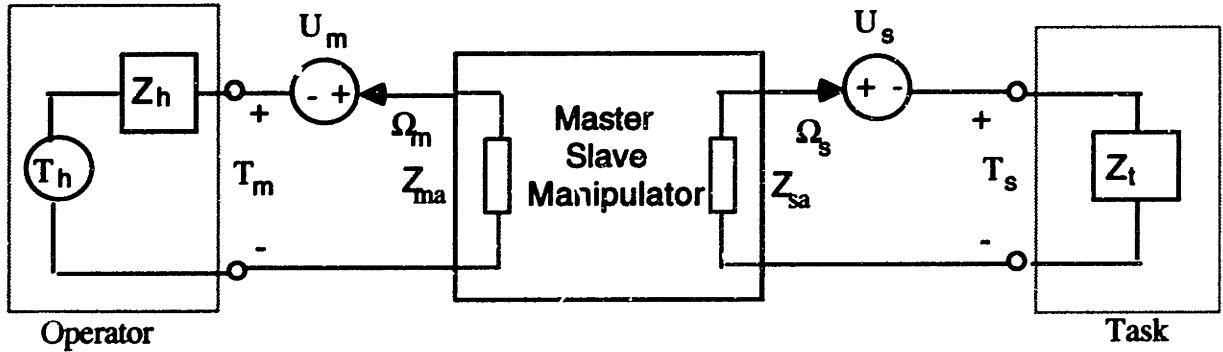 U_m
U_s
Z_h
- +
+ -
+
+
Ω_m
Master
Slave
Manipulator
Ω_s
T_h
T_m
Z_ma
Z_sa
T_s
Z_t
-
-
Operator
Task